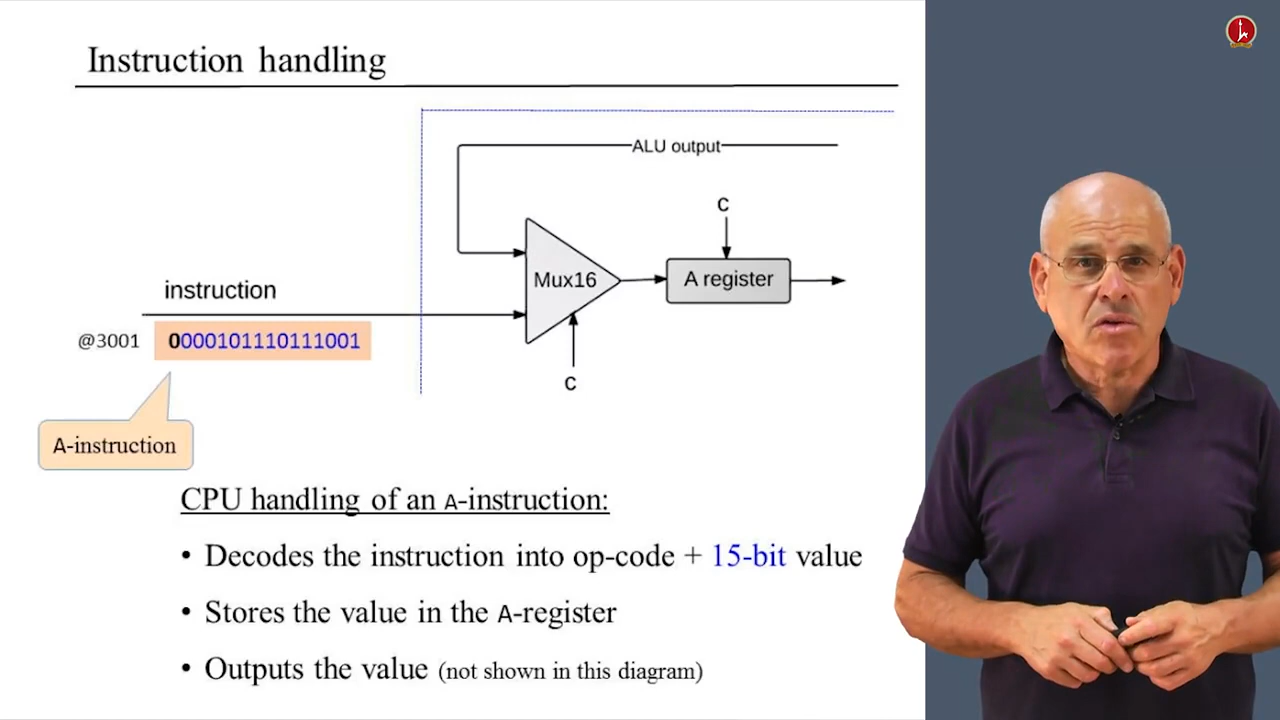 Instruction handling
ALU output
c
Mux16
A register
instruction
@3001 0000101110111001
c
A-instruction
CPU handling of an A-instruction:
• Decodes the instruction into op-code + 15-bit value
• Stores the value in the A-register
• Outputs the value (not shown in this diagram)